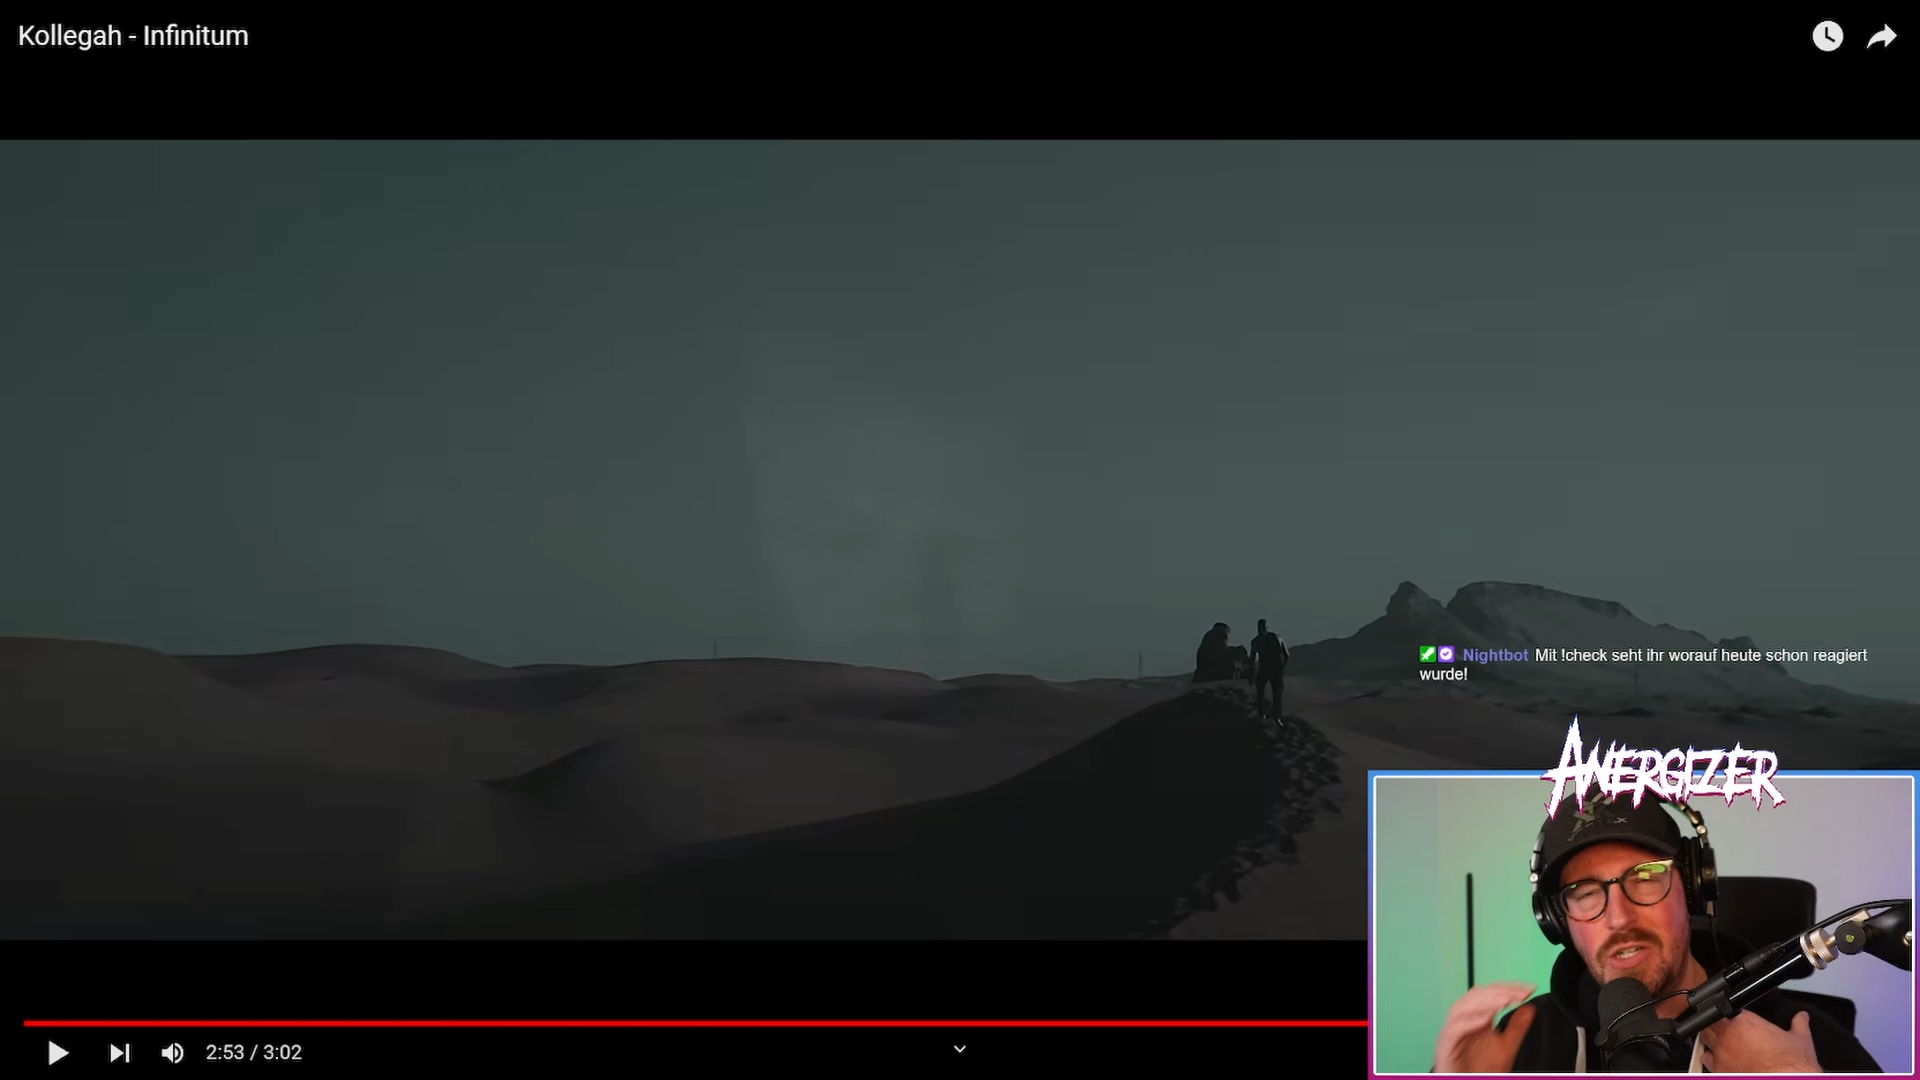 Kollegah - Infinitum
Nightbot Mit !check seht ihr worauf heute schon reagiert
wurde!
ANERGIZER
2:53 / 3:02